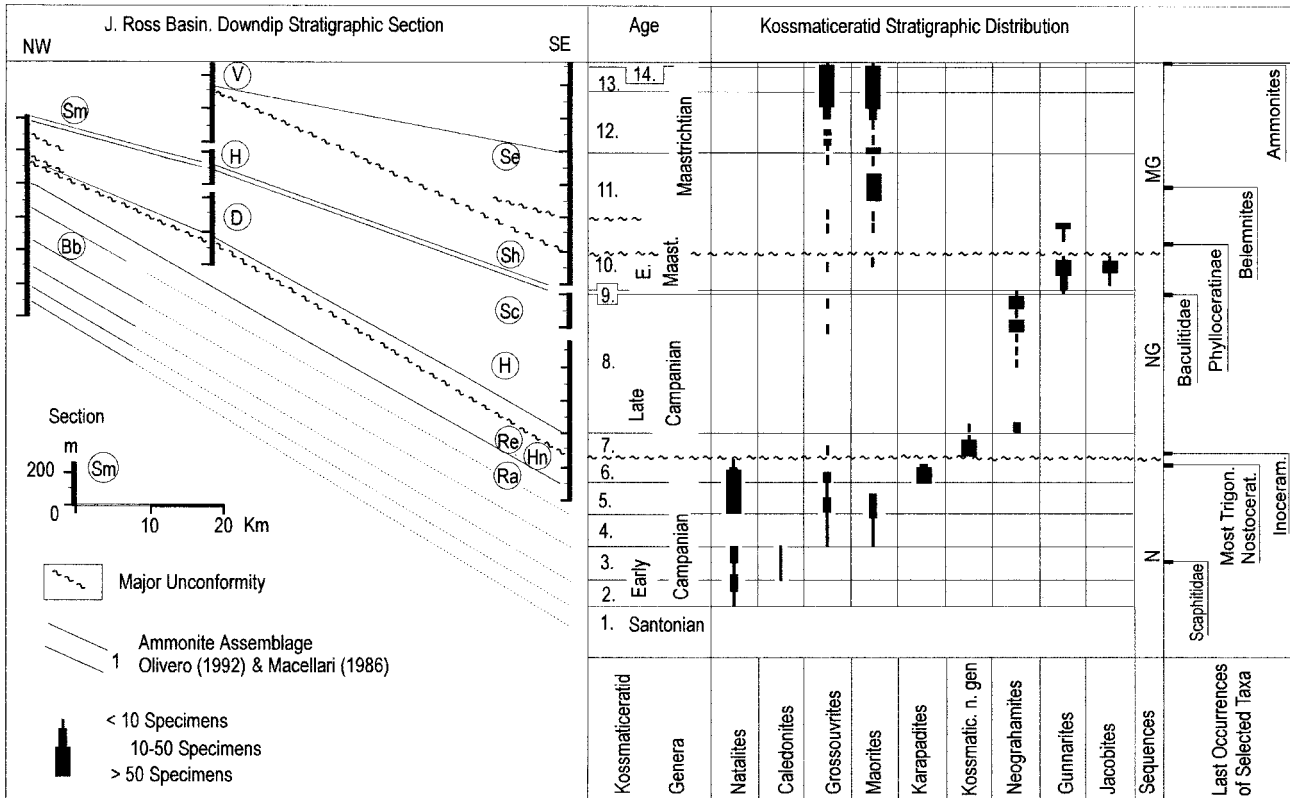 J. Ross Basin. Downdip Stratigraphic Section
NW
SE
Age
Kossmaticeratid Stratigraphic Distribution
V
Sm
H
Se
D
Bb
Sh
Sc
H
Re
Hn
Ra
Section
m
200
Sm
0
10
20
Km
Major Unconformity
1
Ammonite Assemblage
Olivero (1992) & Macellari (1986)
< 10 Specimens
10-50 Specimens
> 50 Specimens
14.
13.
12.
11.
10.
9.
8.
7.
6.
5.
4.
3.
2.
1. Santonian
Maastrichtian
E.
Maast.
Late
Campanian
Early
Campanian
MG
NG
N
Ammonites
Belemnites
Phylloceratinae
Baculitidae
Inoceram.
Most Trigon.
Nostocerat.
Scaphitidae
Kossmaticeratid
Genera
Natalites
Caledonites
Grossouvrites
Maorites
Karapadites
Kossmatic. n. gen
Neograhamites
Gunnarites
Jacobites
Sequences
Last Occurrences
of Selected Taxa